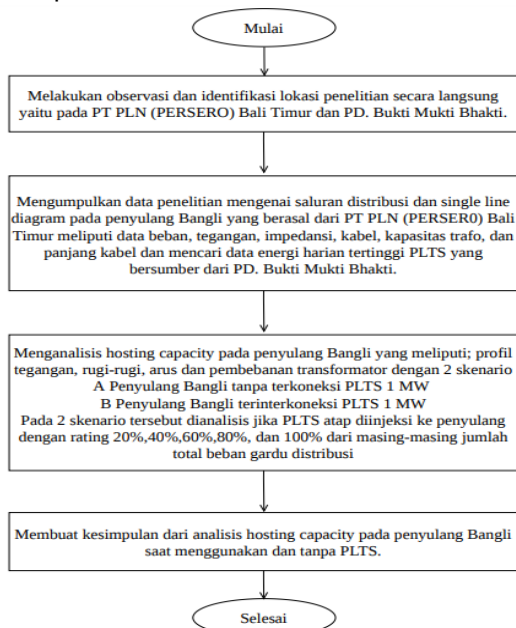 Mulai
Melakukan observasi dan identifikasi lokasi penelitian secara langsung
yaitu pada PT PLN (PERSERO) Bali Timur dan PD. Bukti Mukti Bhakti.
Mengumpulkan data penelitian mengenai saluran distribusi dan single line
diagram pada penyulang Bangli yang berasal dari PT PLN (PERSER0) Bali
Timur meliputi data beban, tegangan, impedansi, kabel, kapasitas trafo, dan
panjang kabel dan mencari data energi harian tertinggi PLTS yang
bersumber dari PD. Bukti Mukti Bhakti.
Menganalisis hosting capacity pada penyulang Bangli yang meliputi; profil
tegangan, rugi-rugi, arus dan pembebanan transformator dengan 2 skenario
A Penyulang Bangli tanpa terkoneksi PLTS 1 MW
B Penyulang Bangli terinterkoneksi PLTS 1 MW
Pada 2 skenario tersebut dianalisis jika PLTS atap diinjeksi ke penyulang
dengan rating 20%,40%,60%,80%, dan 100% dari masing-masing jumlah
total beban gardu distribusi
Membuat kesimpulan dari analisis hosting capacity pada penyulang Bangli
saat menggunakan dan tanpa PLTS.
Selesai